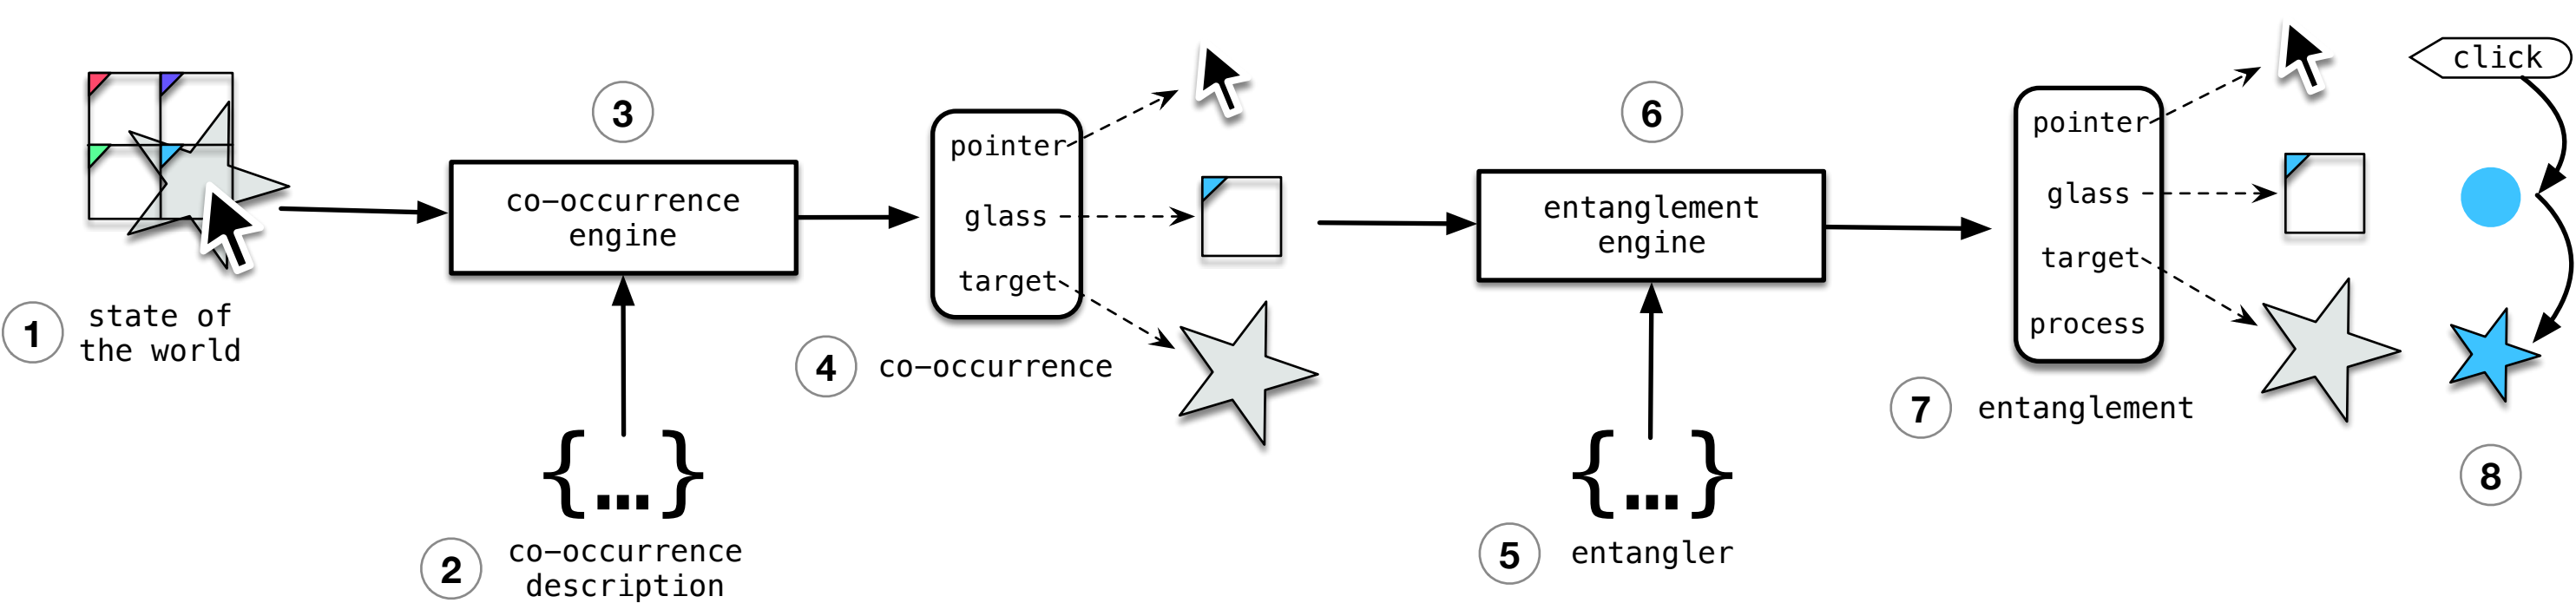 1
state of
the world
3
co-occurrence
engine
{...}
2
co-occurrence
description
pointer
glass
target
4
co-occurrence
6
entanglement
engine
{...}
5
entangler
pointer
glass
target
process
7
entanglement
click
8